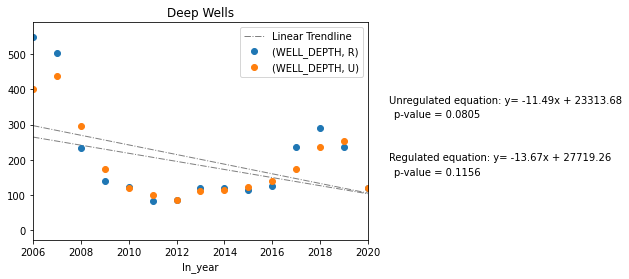 Deep Wells
Linear Trendline
(WELL_DEPTH, R)
(WELL_DEPTH, U)
500
400
300
200
100
0
2006 2008 2010 2012 2014 2016 2018 2020
In_year
Unregulated equation: y= -11.49x + 23313.68
p-value = 0.0805
Regulated equation: y= -13.67x + 27719.26
p-value = 0.1156